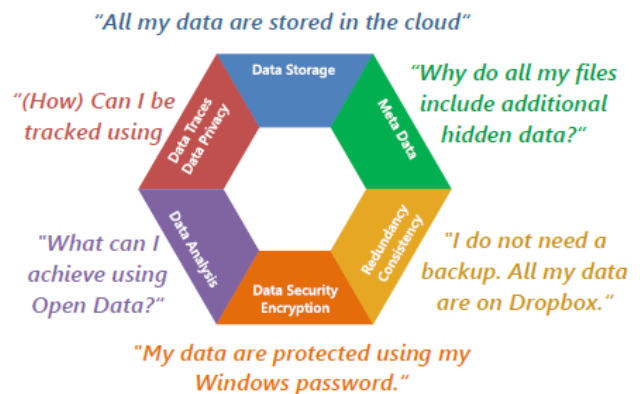 “All my data are stored in the cloud“
Data Storage
“(How) Can I be
tracked using
Data Traces
Data Privacy
“Why do all my files
include additional
hidden data?“
Meta Data
"What can I
achieve using
Open Data?“
Data Analysis
"I do not need a
backup. All my data
are on Dropbox.“
Redundancy
Consistency
Data Security
Encryption
"My data are protected using my
Windows password.“